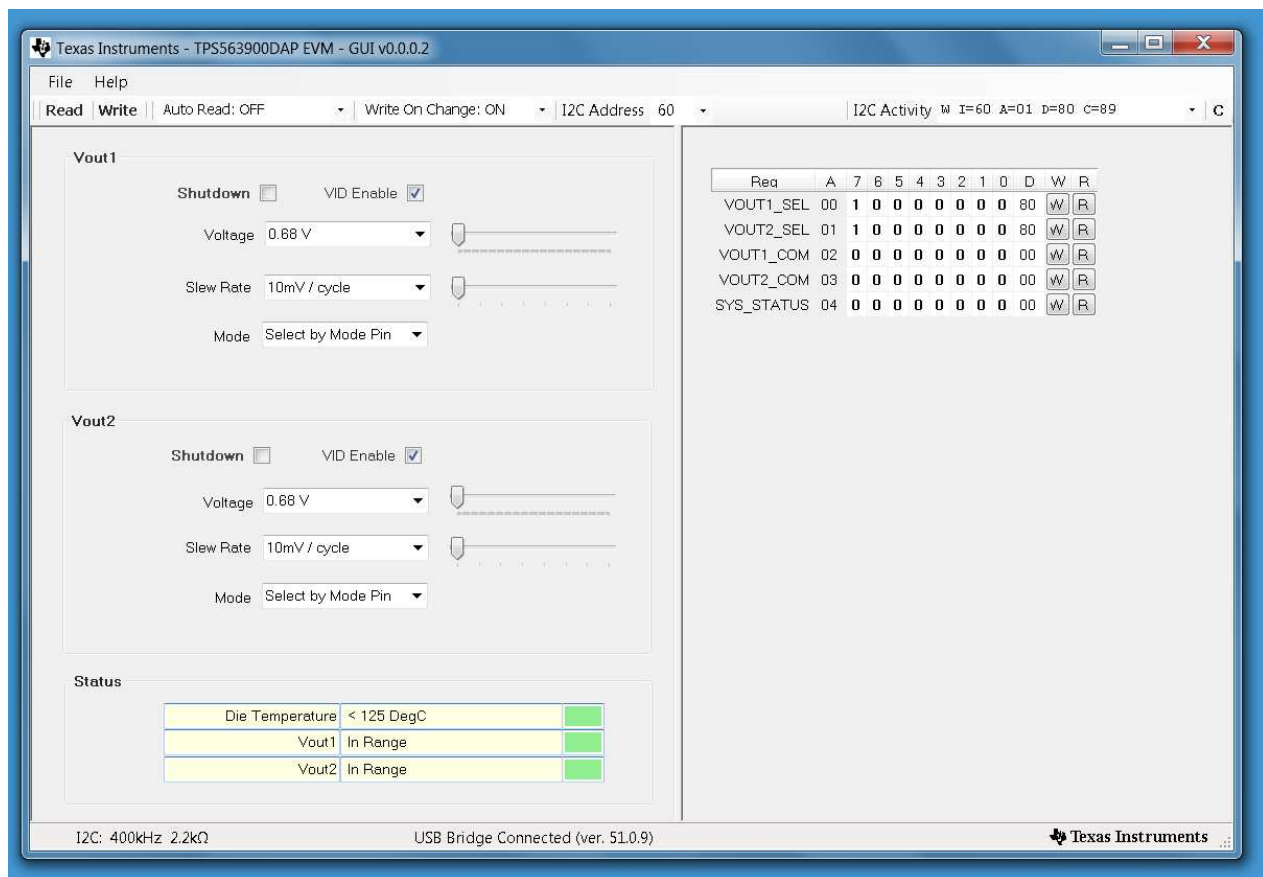 Texas Instruments - TPS563900DAP EVM - GUI v0.0.0.2
File Help
Read Write Auto Read: OFF Write On Change: ON I2C Address 60 I2C Activity W I=60 A=01 D=80 C=89 C
Vout1
Shutdown VID Enable
Voltage 0.68 V
Slew Rate 10mV / cycle
Mode Select by Mode Pin
Vout2
Shutdown VID Enable
Voltage 0.68 V
Slew Rate 10mV / cycle
Mode Select by Mode Pin
Status
Die Temperature < 125 DegC
Vout1 In Range
Vout2 In Range
Reg A 7 6 5 4 3 2 1 0 D W R
VOUT1_SEL 00 1 0 0 0 0 0 0 0 80 W R
VOUT2_SEL 01 1 0 0 0 0 0 0 0 80 W R
VOUT1_COM 02 0 0 0 0 0 0 0 0 00 W R
VOUT2_COM 03 0 0 0 0 0 0 0 0 00 W R
SYS_STATUS 04 0 0 0 0 0 0 0 0 00 W R
I2C: 400kHz 2.2kΩ USB Bridge Connected (ver. 51.0.9) Texas Instruments